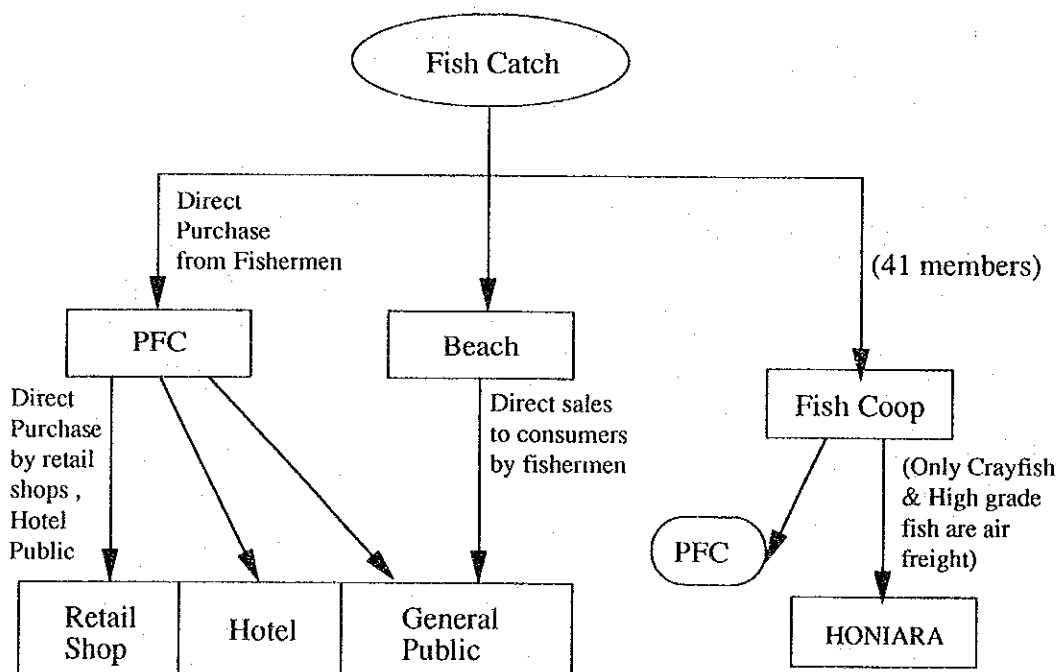 Fish Catch
Direct
Purchase
from Fishermen
(41 members)
PFC
Beach
Fish Coop
Direct
Purchase
by retail
shops ,
Hotel
Public
Direct sales
to consumers
by fishermen
(Only Crayfish
& High grade
fish are air
freight)
PFC
Retail
Shop
Hotel
General
Public
HONIARA